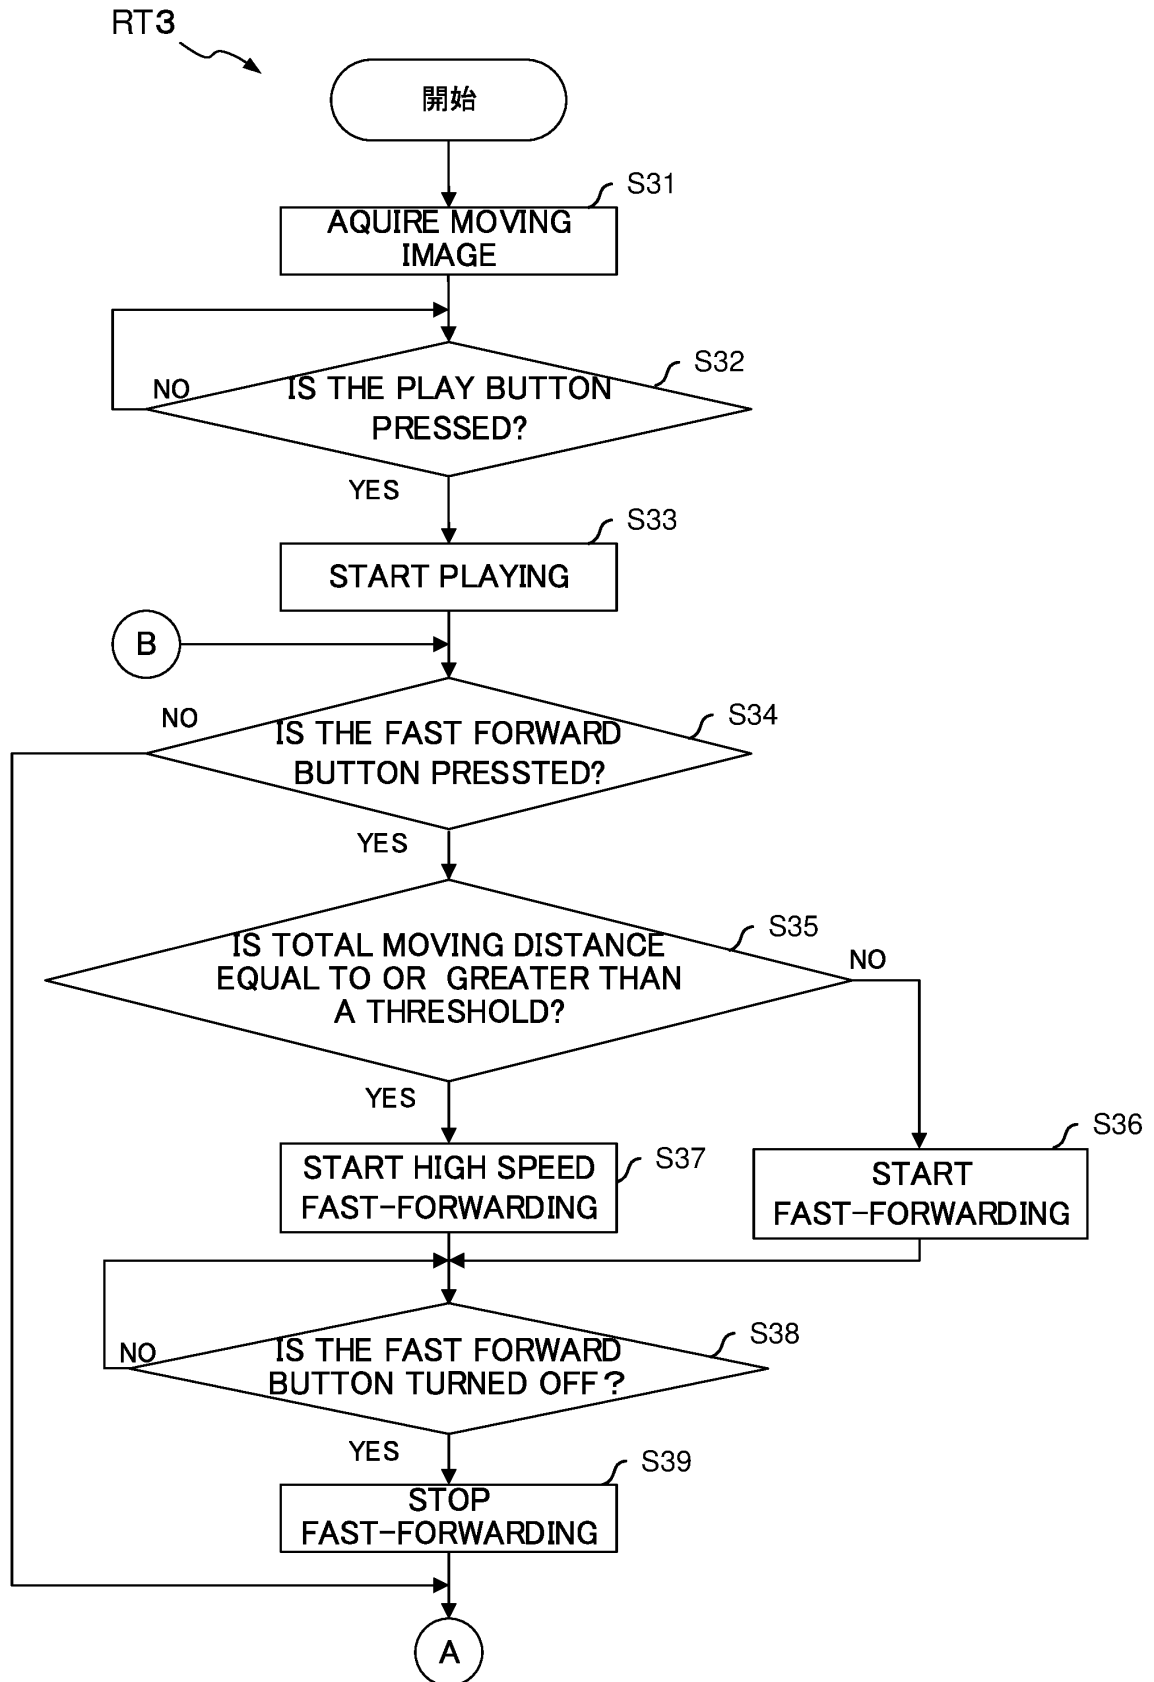 RT3
開始
S31
AQUIRE MOVING
IMAGE
S32
NO
IS THE PLAY BUTTON
PRESSED?
YES
S33
START PLAYING
B
NO
S34
IS THE FAST FORWARD
BUTTON PRESSTED?
YES
S35
IS TOTAL MOVING DISTANCE
EQUAL TO OR GREATER THAN
A THRESHOLD?
NO
YES
S36
START HIGH SPEED
FAST-FORWARDING
S37
START
FAST-FORWARDING
S38
NO
IS THE FAST FORWARD
BUTTON TURNED OFF?
YES
S39
STOP
FAST-FORWARDING
A